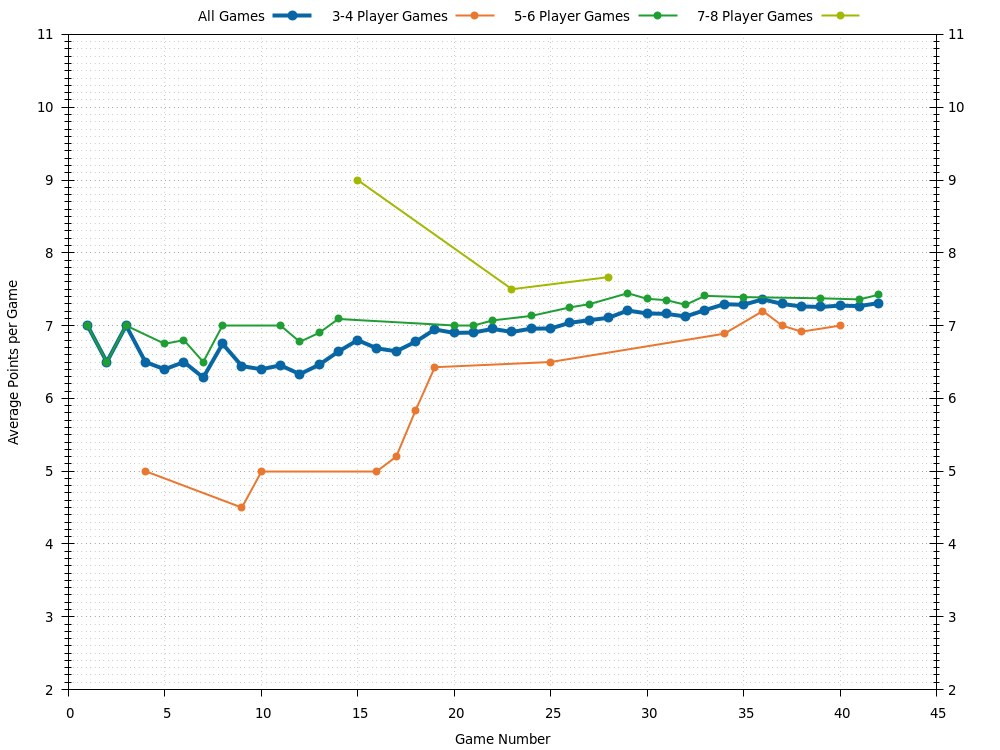 All Games 3-4 Player Games 5-6 Player Games 7-8 Player Games
11 11
10 10
9 9
8 8
7 7
6 6
5 5
4 4
3 3
2 2
Average Points per Game
0 5 10 15 20 25 30 35 40 45
Game Number